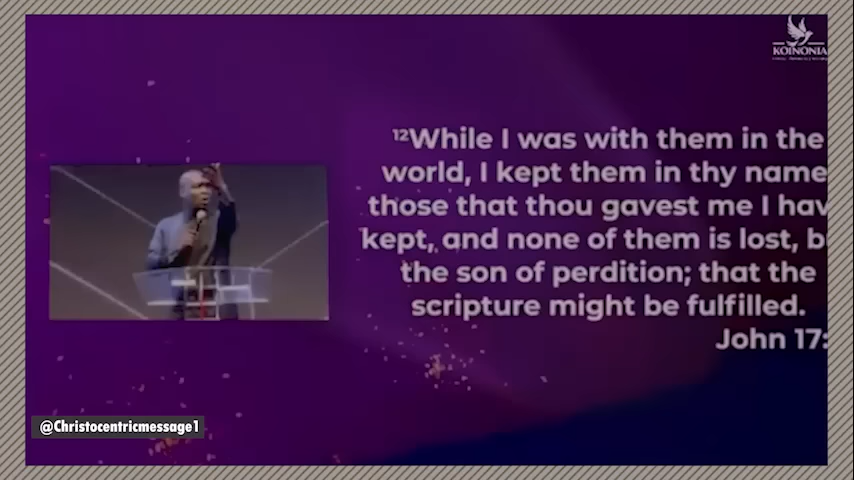 KOINONIA
¹²While I was with them in the
world, I kept them in thy name
those that thou gavest me I hav
kept, and none of them is lost, b
the son of perdition; that the
scripture might be fulfilled.
John 17:
@Christocentricmessage1